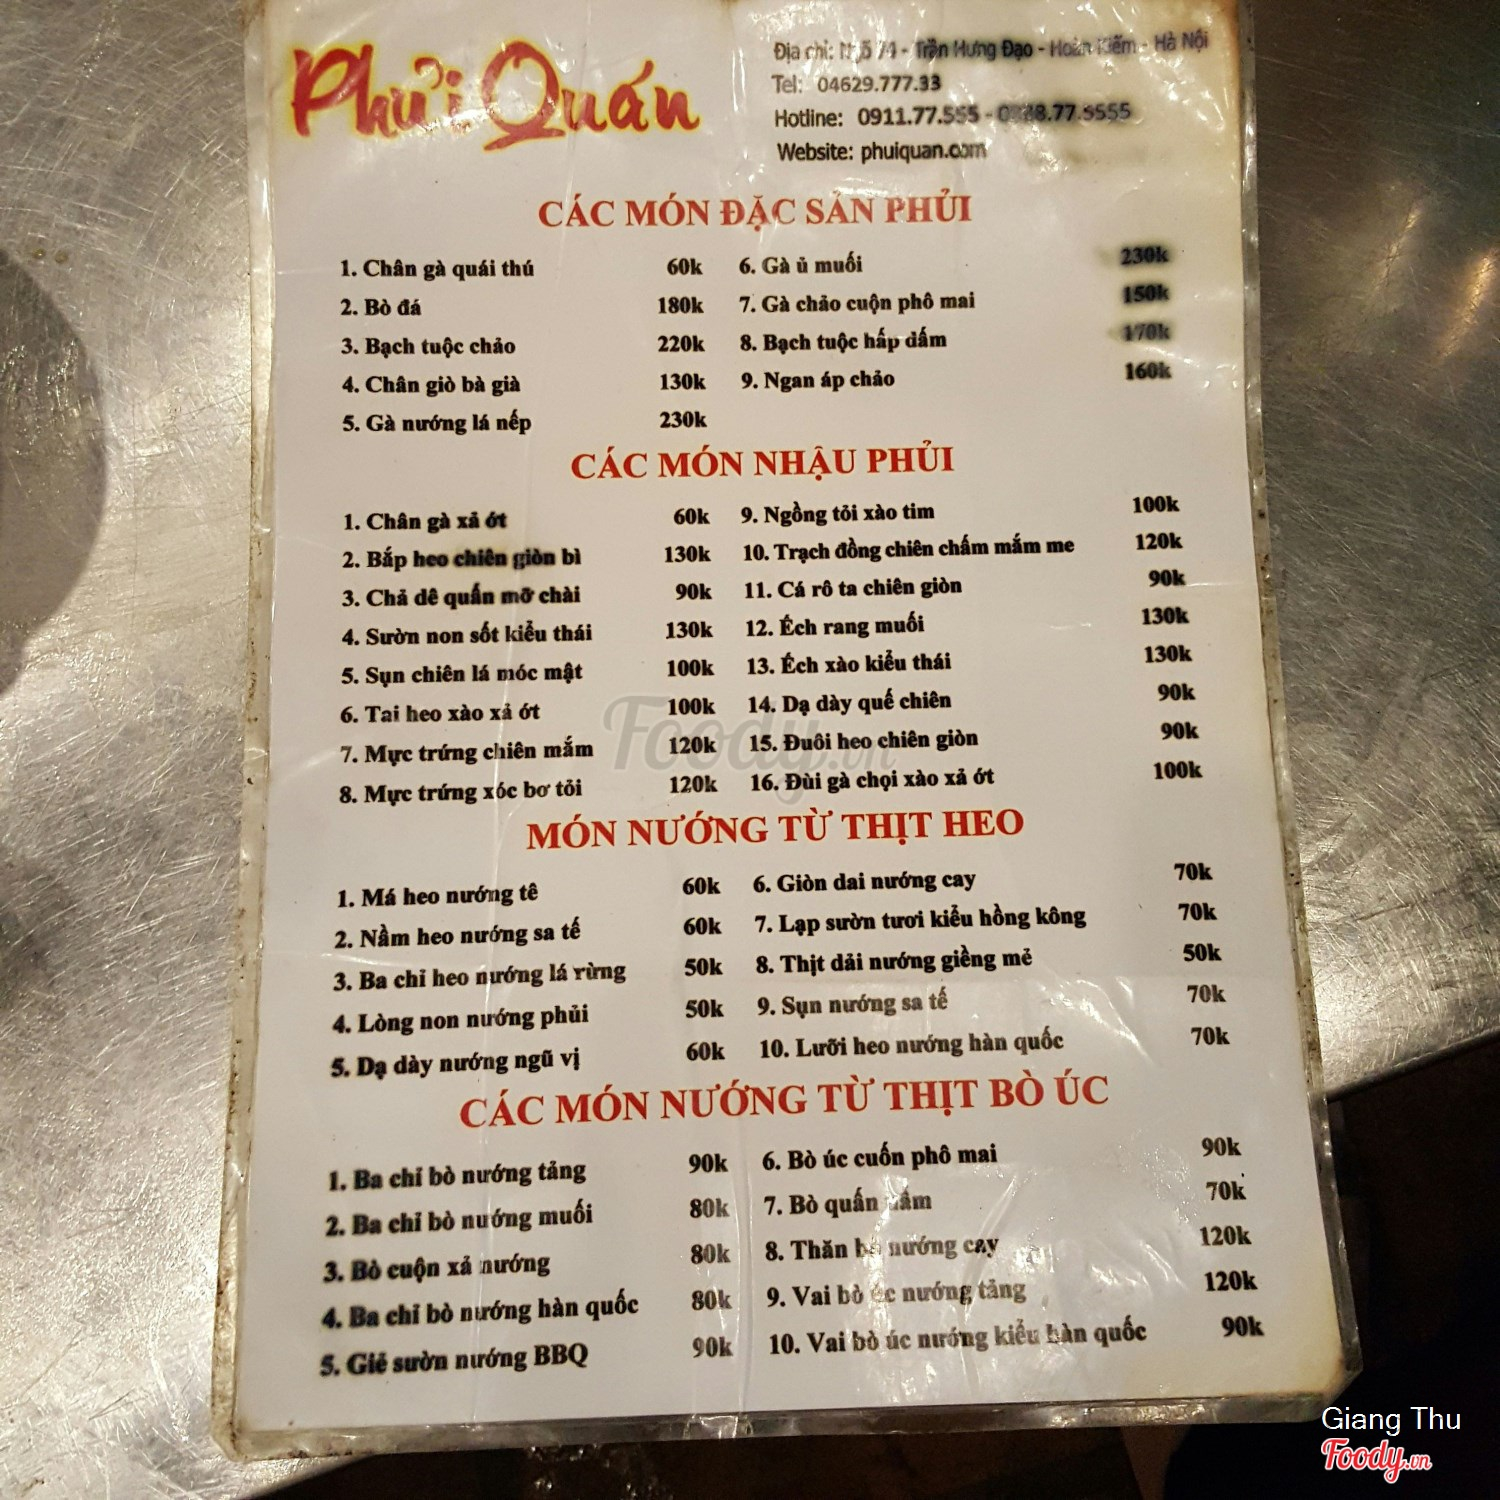 Phủi Quán
Địa chỉ: - Trần Hưng Đạo - Hoàn Kiếm - Hà Nội
Tel: 04629.777.33
Hotline: 0911.77.555 -
Website: phuiquan.com
CÁC MÓN ĐẶC SẢN PHỦI
1. Chân gà quái thú 60k 6. Gà ủ muối 230k
2. Bò đá 180k 7. Gà chảo cuộn phô mai 150k
3. Bạch tuộc chảo 220k 8. Bạch tuộc hấp dấm 170k
4. Chân giò bà già 130k 9. Ngan áp chảo 160k
5. Gà nướng lá nếp 230k
CÁC MÓN NHẬU PHỦI
1. Chân gà xả ớt 60k 9. Ngồng tỏi xào tim 100k
2. Bắp heo chiên giòn bì 130k 10. Trạch đồng chiên chấm mắm me 120k
3. Chả dê quấn mỡ chài 90k 11. Cá rô ta chiên giòn 90k
4. Sườn non sốt kiểu thái 130k 12. Ếch rang muối 130k
5. Sụn chiên lá móc mật 100k 13. Ếch xào kiểu thái 130k
6. Tai heo xào xả ớt 100k 14. Dạ dày quế chiên 90k
7. Mực trứng chiên mắm 120k 15. Đuôi heo chiên giòn 90k
8. Mực trứng xóc bơ tỏi 120k 16. Đùi gà chọi xào xả ớt 100k
Foody.vn
MÓN NƯỚNG TỪ THỊT HEO
1. Má heo nướng tê 60k 6. Giòn dai nướng cay 70k
2. Nầm heo nướng sa tế 60k 7. Lạp sườn tươi kiểu hồng kông 70k
3. Ba chỉ heo nướng lá rừng 50k 8. Thịt dải nướng giềng mẻ 50k
4. Lòng non nướng phủi 50k 9. Sụn nướng sa tế 70k
5. Dạ dày nướng ngũ vị 60k 10. Lưỡi heo nướng hàn quốc 70k
CÁC MÓN NƯỚNG TỪ THỊT BÒ ÚC
1. Ba chỉ bò nướng tảng 90k 6. Bò úc cuốn phô mai 90k
2. Ba chỉ bò nướng muối 80k 7. Bò quấn nấm 70k
3. Bò cuộn xả nướng 80k 8. Thăn bò nướng cay 120k
4. Ba chỉ bò nướng hàn quốc 80k 9. Vai bò úc nướng tảng 120k
5. Giẻ sườn nướng BBQ 90k 10. Vai bò úc nướng kiểu hàn quốc 90k
Giang Thu
Foody.vn